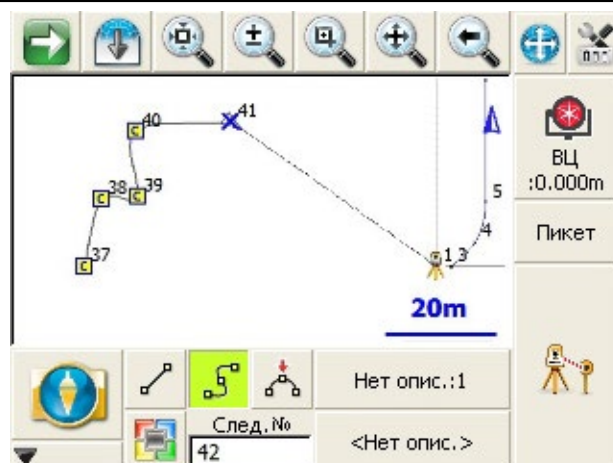 41
40
38
39
37
5
4
1,3
20m
ВЦ
:0.000m
Пикет
Нет опис.:1
След.№
42
<Нет опис.>